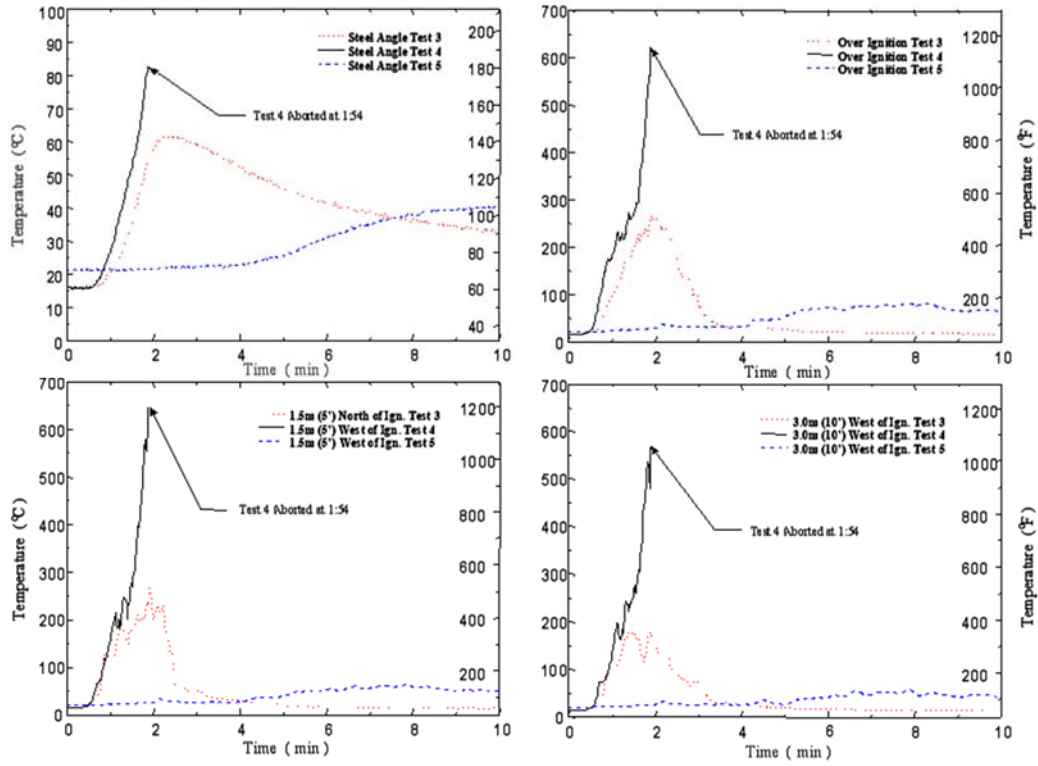 100
90
80
70
60
50
40
30
20
10
0
200
180
160
140
120
100
80
60
40
Steel Angle Test 3
Steel Angle Test 4
Steel Angle Test 5
Test 4 Aborted at 1:54
Temperature (°C)
0 2 4 6 8 10
Time ( min )
700
600
500
400
300
200
100
0
1200
1000
800
600
400
200
Over Ignition Test 3
Over Ignition Test 4
Over Ignition Test 5
Test 4 Aborted at 1:54
Temperature (°F)
0 2 4 6 8 10
Time ( min )
700
600
500
400
300
200
100
0
1200
1000
800
600
400
200
1.5m (5') North of Ign. Test 3
1.5m (5') West of Ign. Test 4
1.5m (5') West of Ign. Test 5
Test 4 Aborted at 1:54
Temperature (°C)
0 2 4 6 8 10
Time ( min )
700
600
500
400
300
200
100
0
1200
1000
800
600
400
200
3.0m (10') West of Ign. Test 3
3.0m (10') West of Ign. Test 4
3.0m (10') West of Ign. Test 5
Test 4 Aborted at 1:54
Temperature (°F)
0 2 4 6 8 10
Time ( min )